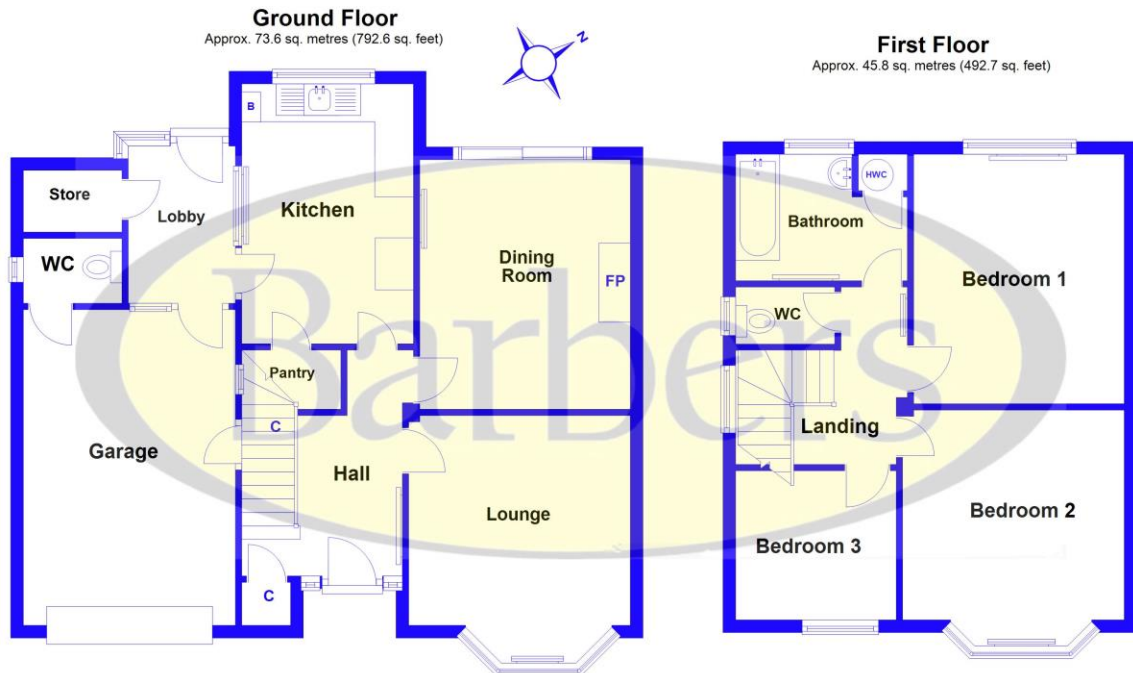 Ground Floor
Approx. 73.6 sq. metres (792.6 sq. feet)
N
First Floor
Approx. 45.8 sq. metres (492.7 sq. feet)
B
Store
Lobby
Kitchen
WC
Dining
Room
FP
Pantry
C
Garage
Hall
Lounge
C
HWC
Bathroom
Bedroom 1
WC
Landing
Bedroom 2
Bedroom 3
Barbers